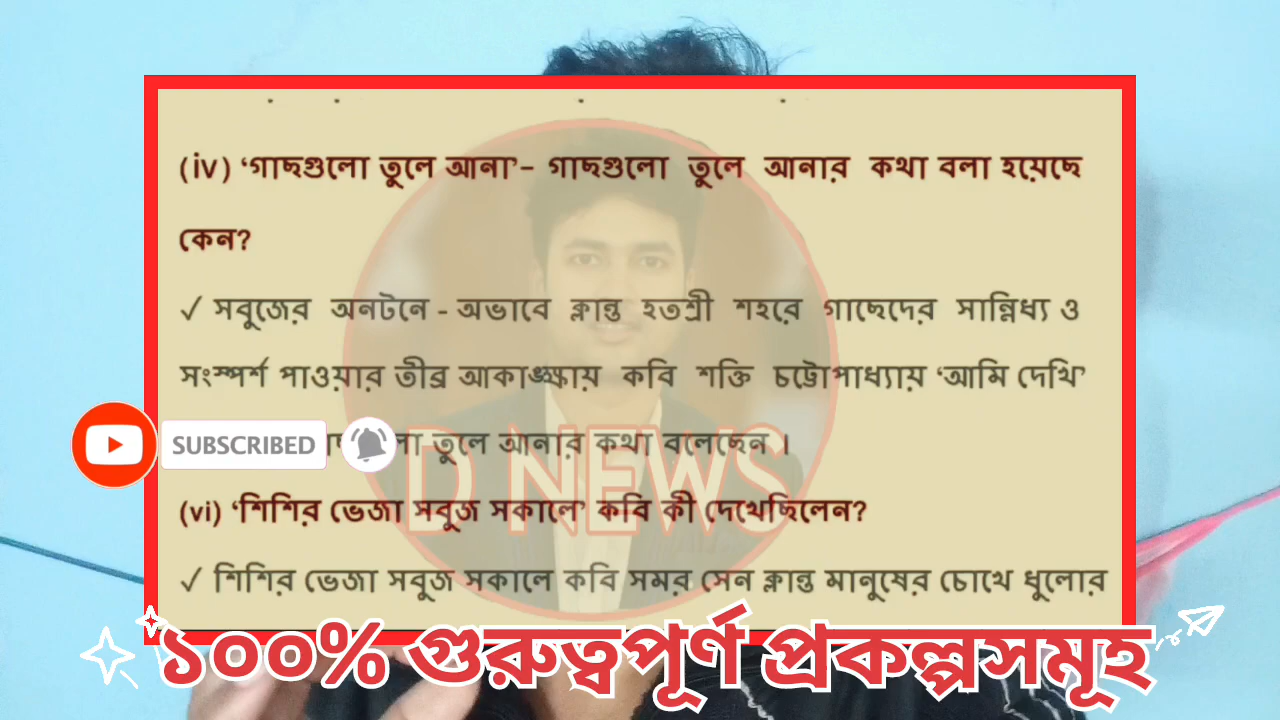 (iv) ‘গাছগুলো তুলে আনা’– গাছগুলো তুলে আনার কথা বলা হয়েছে
কেন?
✓ সবুজের অনটনে - অভাবে ক্লান্ত হতশ্রী শহরে গাছেদের সান্নিধ্য ও
সংস্পর্শ পাওয়ার তীব্র আকাঙ্ক্ষায় কবি শক্তি চট্টোপাধ্যায় ‘আমি দেখি’
তুলে আনার কথা বলেছেন ।
SUBSCRIBED
D NEWS
(vi) ‘শিশির ভেজা সবুজ সকালে’ কবি কী দেখেছিলেন?
✓ শিশির ভেজা সবুজ সকালে কবি সমর সেন ক্লান্ত মানুষের চোখে ধুলোর
১০০% গুরুত্বপূর্ণ প্রকল্পসমূহ